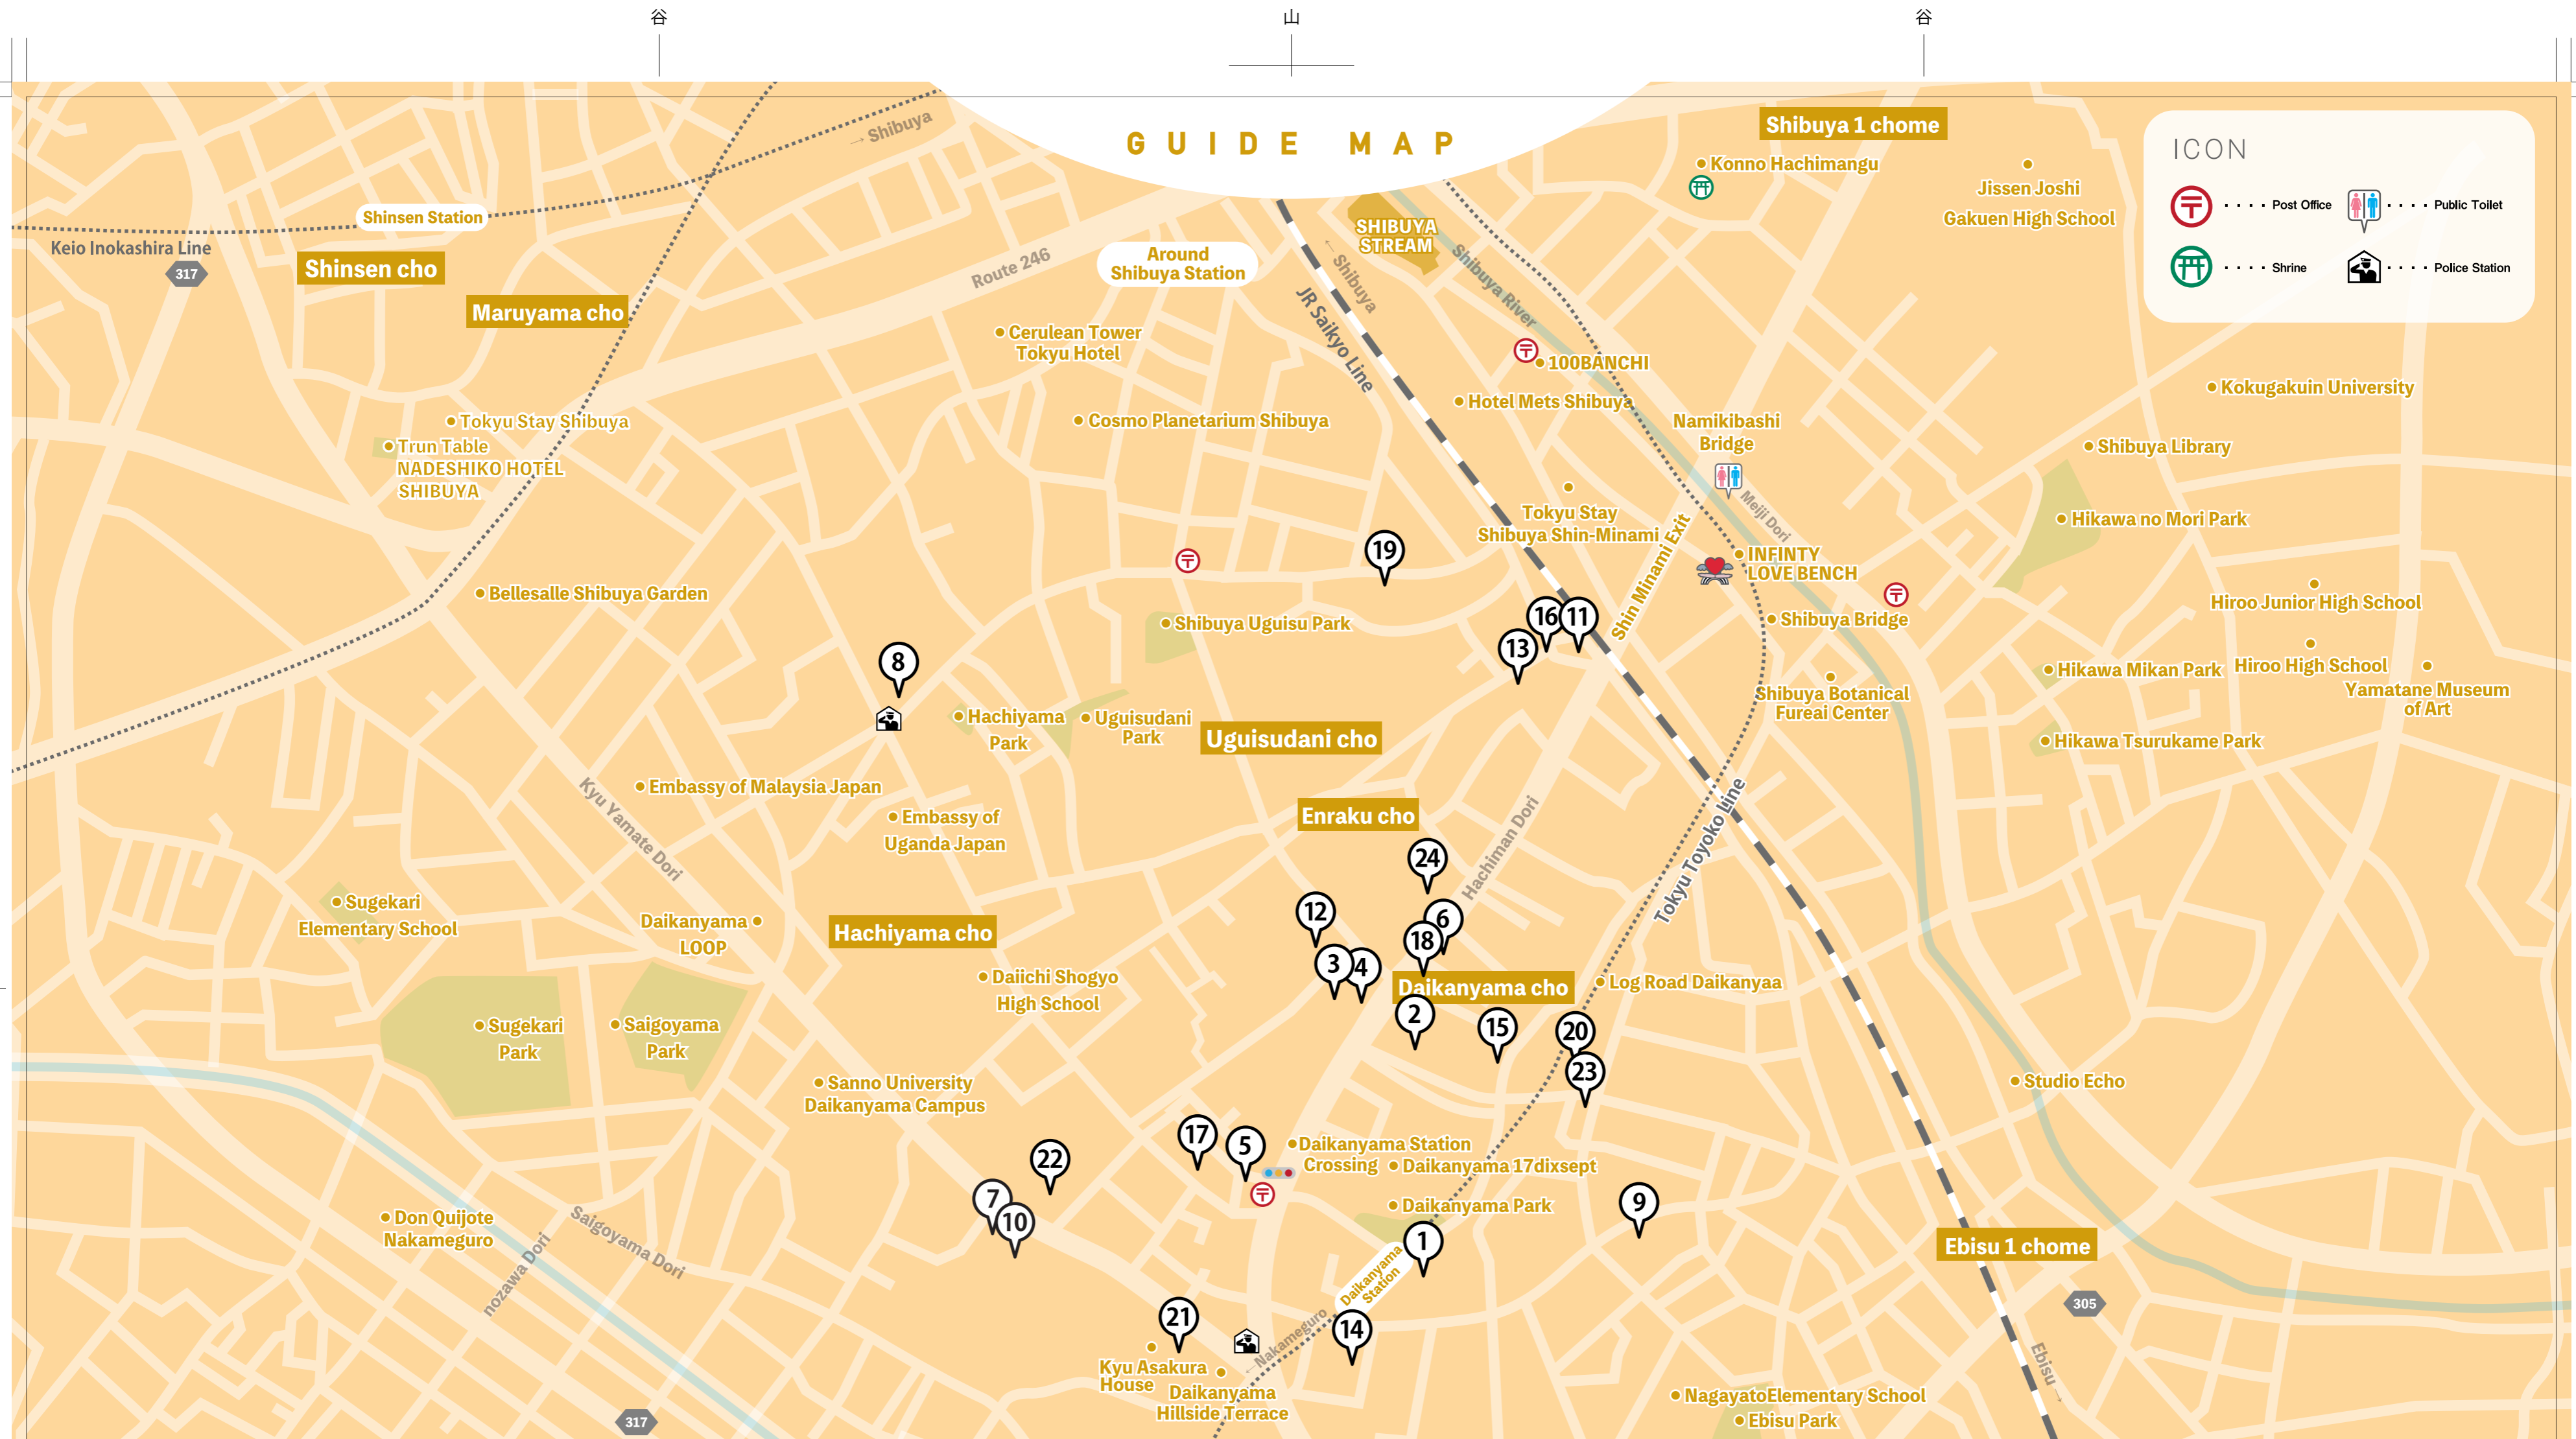 谷
山
谷
GUIDE MAP
Shibuya 1 chome
Konno Hachimangu
Jissen Joshi
Gakuen High School
ICON
Post Office
Public Toilet
Shrine
Police Station
→ Shibuya
Shinsen Station
Keio Inokashira Line
317
Shinsen cho
Maruyama cho
Route 246
Around
Shibuya Station
SHIBUYA
STREAM
← Shibuya
Shibuya River
JR Saikyo Line
Cerulean Tower
Tokyu Hotel
100BANCHI
Hotel Mets Shibuya
Kokugakuin University
Cosmo Planetarium Shibuya
Namikibashi
Bridge
Tokyu Stay Shibuya
Trun Table
NADESHIKO HOTEL
SHIBUYA
Shibuya Library
Meiji Dori
Tokyu Stay
Shibuya Shin-Minami
Shin Minami Exit
Hikawa no Mori Park
19
INFINTY
LOVE BENCH
Bellesalle Shibuya Garden
Hiroo Junior High School
Shibuya Uguisu Park
16
11
13
Shibuya Bridge
8
Hikawa Mikan Park
Hiroo High School
Yamatane Museum
of Art
Shibuya Botanical
Fureai Center
Hachiyama
Park
Uguisudani
Park
Uguisudani cho
Hikawa Tsurukame Park
Embassy of Malaysia Japan
Kyu Yamate Dori
Embassy of
Uganda Japan
Enraku cho
Hachiman Dori
Tokyu Toyoko Line
24
Sugekari
Elementary School
Daikanyama
LOOP
Hachiyama cho
12
6
18
3
4
Daikanyama cho
Daiichi Shogyo
High School
Log Road Daikanyaa
2
15
20
23
Sugekari
Park
Saigoyama
Park
Sanno University
Daikanyama Campus
Studio Echo
17
5
Daikanyama Station
Crossing
Daikanyama 17dixsept
22
7
10
Daikanyama Park
9
Don Quijote
Nakameguro
nozawa Dori
Saigoyama Dori
1
Daikanyama
Station
Ebisu 1 chome
305
21
14
← Nakameguro
Kyu Asakura
House
Daikanyama
Hillside Terrace
Ebisu →
NagayatoElementary School
Ebisu Park
317